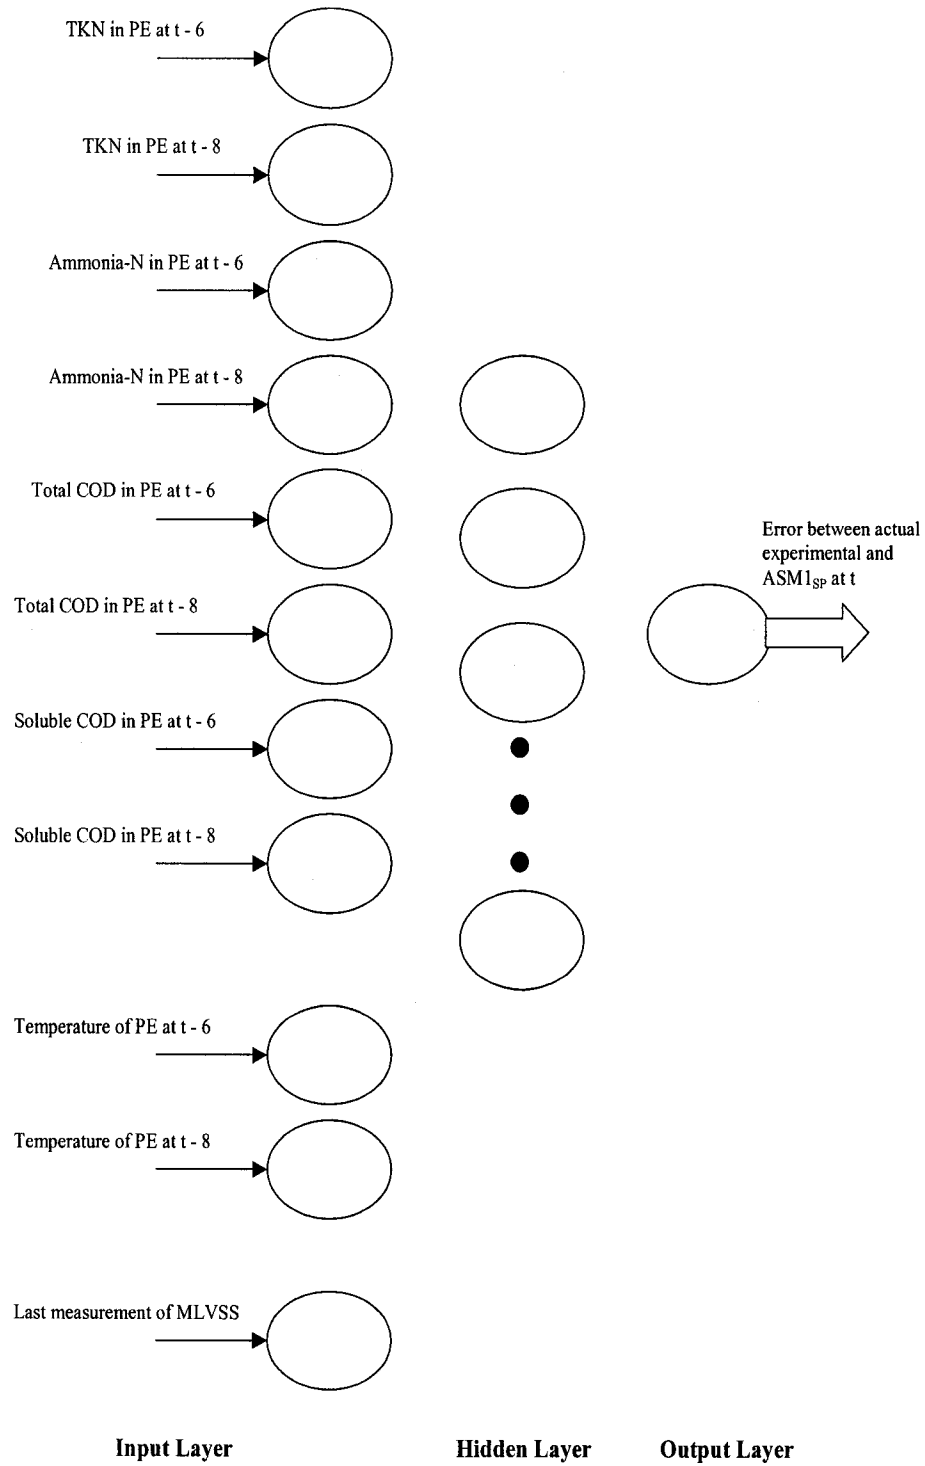 TKN in PE at t - 6
TKN in PE at t - 8
Ammonia-N in PE at t - 6
Ammonia-N in PE at t - 8
Total COD in PE at t - 6
Total COD in PE at t - 8
Soluble COD in PE at t - 6
Soluble COD in PE at t - 8
Temperature of PE at t - 6
Temperature of PE at t - 8
Last measurement of MLVSS
Error between actual
experimental and
ASM1SP at t
Input Layer
Hidden Layer
Output Layer